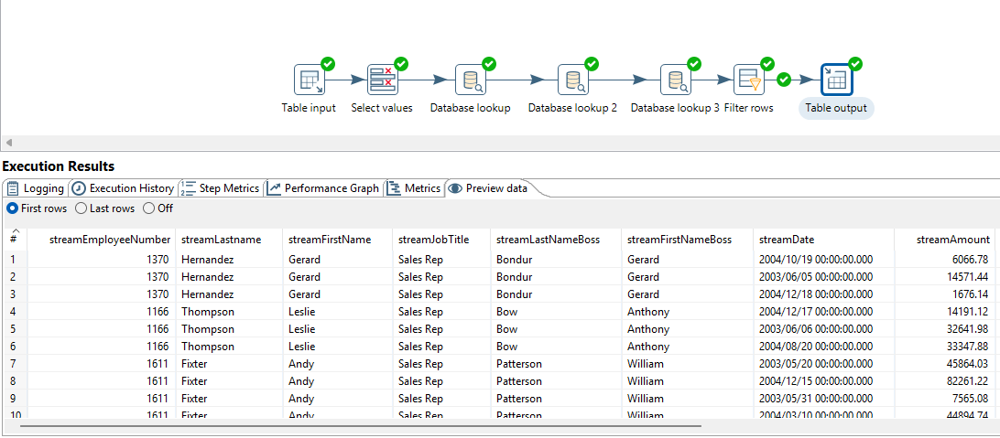 Table input Select values Database lookup Database lookup 2 Database lookup 3 Filter rows Table output
Execution Results
Logging Execution History Step Metrics Performance Graph Metrics Preview data
First rows Last rows Off
# streamEmployeeNumber streamLastname streamFirstName streamJobTitle streamLastNameBoss streamFirstNameBoss streamDate streamAmount
1 1370 Hernandez Gerard Sales Rep Bondur Gerard 2004/10/19 00:00:00.000 6066.78
2 1370 Hernandez Gerard Sales Rep Bondur Gerard 2003/06/05 00:00:00.000 14571.44
3 1370 Hernandez Gerard Sales Rep Bondur Gerard 2004/12/18 00:00:00.000 1676.14
4 1166 Thompson Leslie Sales Rep Bow Anthony 2004/12/17 00:00:00.000 14191.12
5 1166 Thompson Leslie Sales Rep Bow Anthony 2003/06/06 00:00:00.000 32641.98
6 1166 Thompson Leslie Sales Rep Bow Anthony 2004/08/20 00:00:00.000 33347.88
7 1611 Fixter Andy Sales Rep Patterson William 2003/05/20 00:00:00.000 45864.03
8 1611 Fixter Andy Sales Rep Patterson William 2004/12/15 00:00:00.000 82261.22
9 1611 Fixter Andy Sales Rep Patterson William 2003/05/31 00:00:00.000 7565.08
10 1611 Fixter Andy Sales Rep Patterson William 2004/03/10 00:00:00.000 44894.74